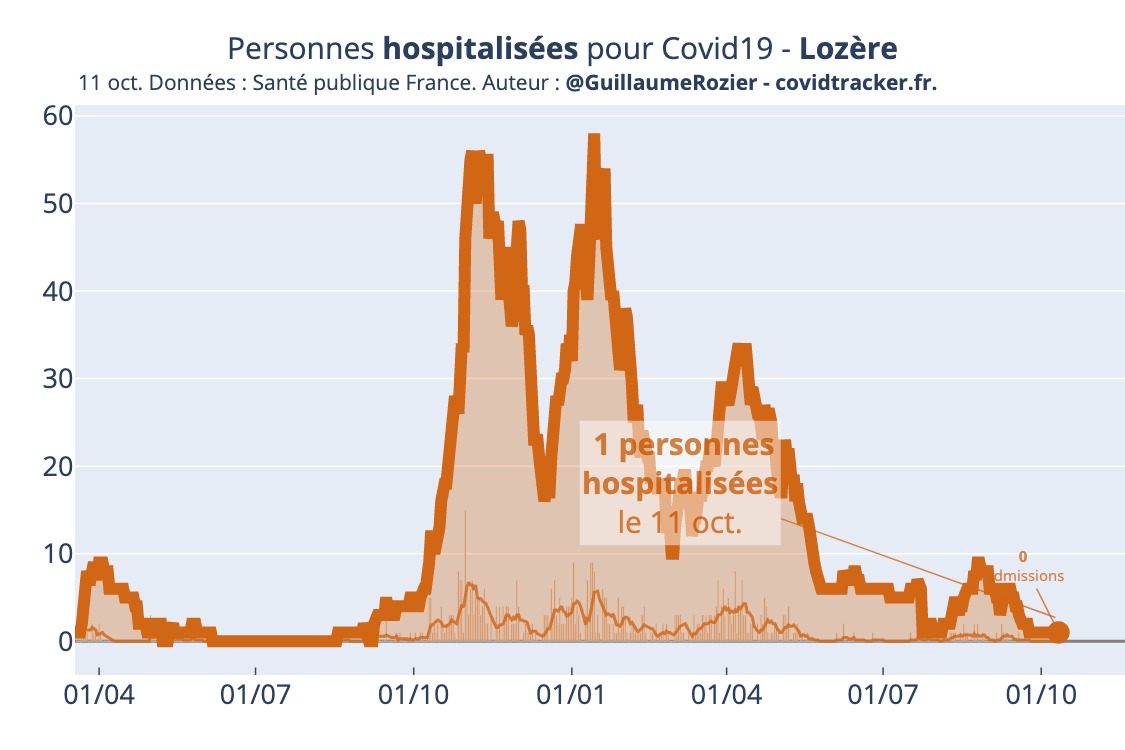 Personnes hospitalisées pour Covid19 - Lozère
11 oct. Données : Santé publique France. Auteur : @GuillaumeRozier - covidtracker.fr.
60
50
40
30
20
10
0
1 personnes
hospitalisées
le 11 oct.
0
dmissions
01/04
01/07
01/10
01/01
01/04
01/07
01/10